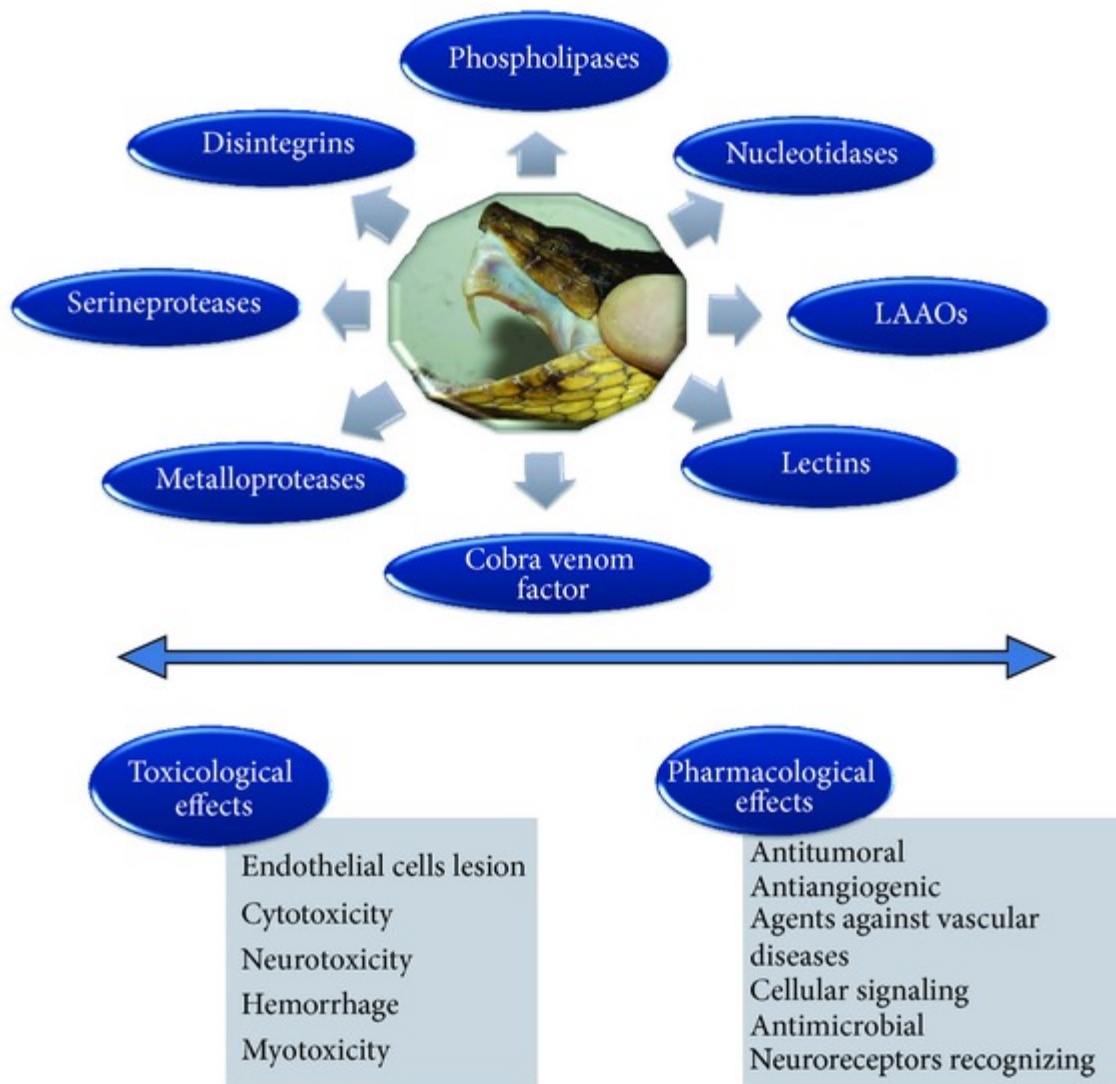 Phospholipases
Disintegrins
Nucleotidases
Serineproteases
LAAOs
Metalloproteases
Lectins
Cobra venom
factor
Toxicological
effects
Endothelial cells lesion
Cytotoxicity
Neurotoxicity
Hemorrhage
Myotoxicity
Pharmacological
effects
Antitumoral
Antiangiogenic
Agents against vascular
diseases
Cellular signaling
Antimicrobial
Neuroreceptors recognizing